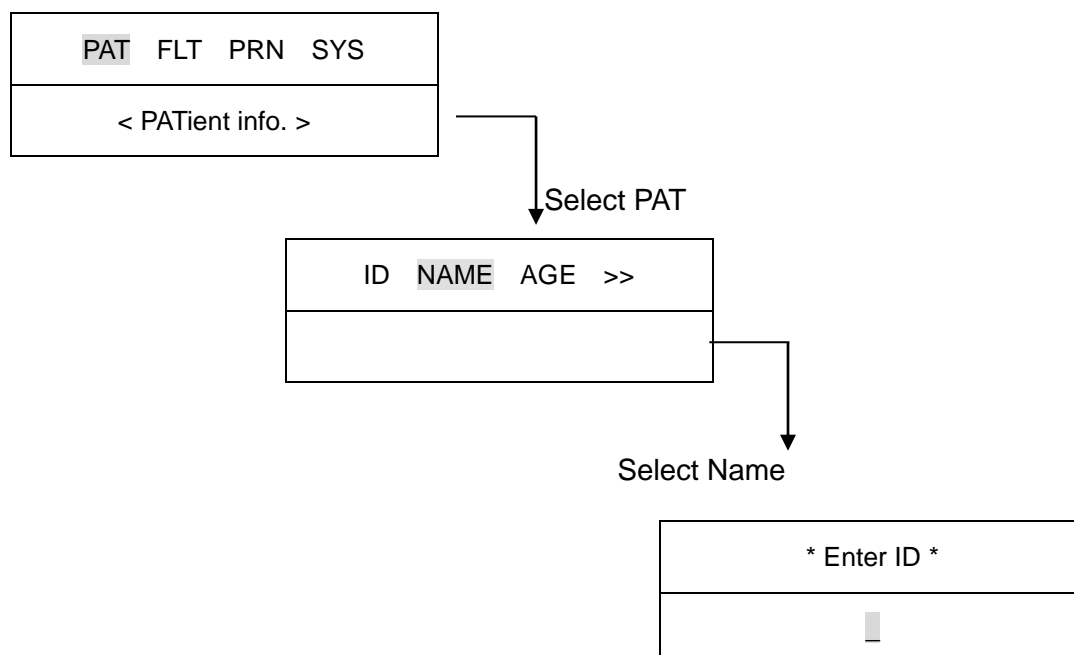 PAT FLT PRN SYS
< PATient info. >
Select PAT
ID NAME AGE >>
Select Name
* Enter ID *
_